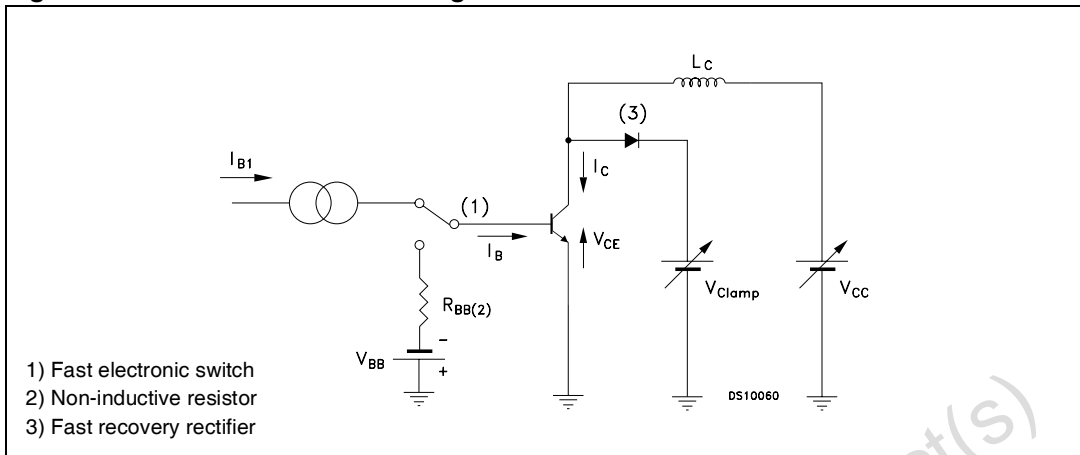 L_C
(3)
I_B1
I_C
(1)
I_B
V_CE
R_BB(2)
V_Clamp
V_CC
V_BB
-
+
DS10060
1) Fast electronic switch
2) Non-inductive resistor
3) Fast recovery rectifier
t(s)